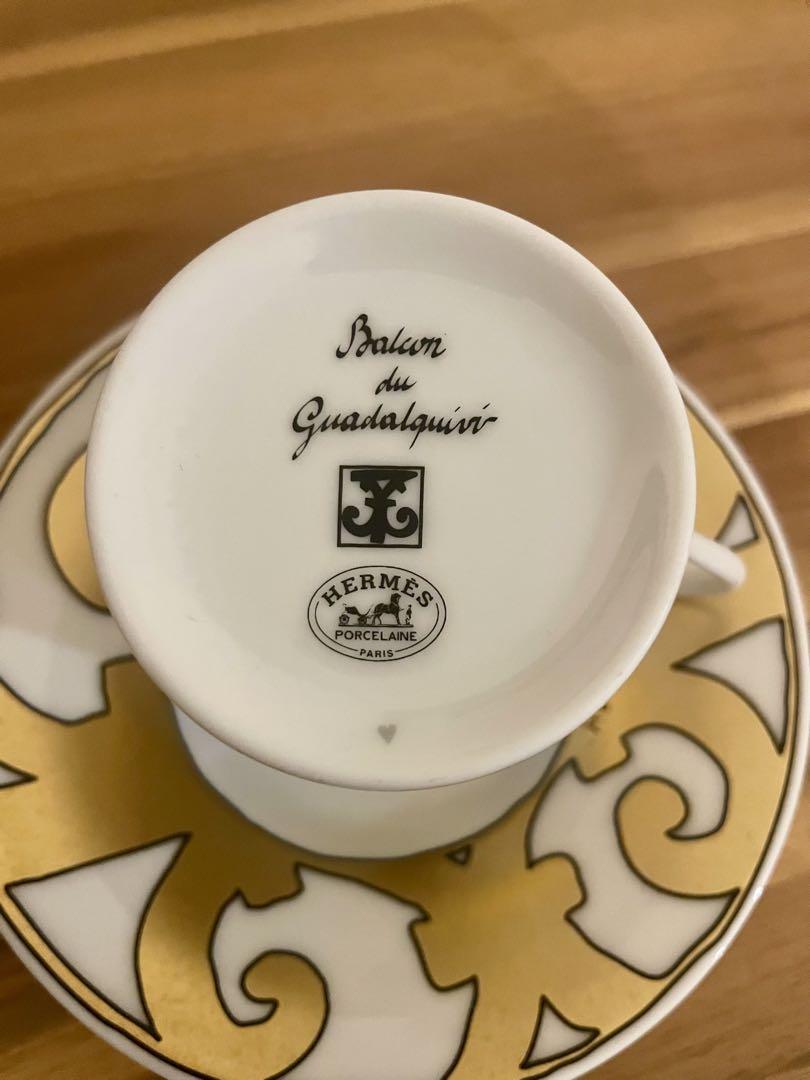 Balcon
du
Guadalquivir
HERMÈS
PORCELAINE
PARIS